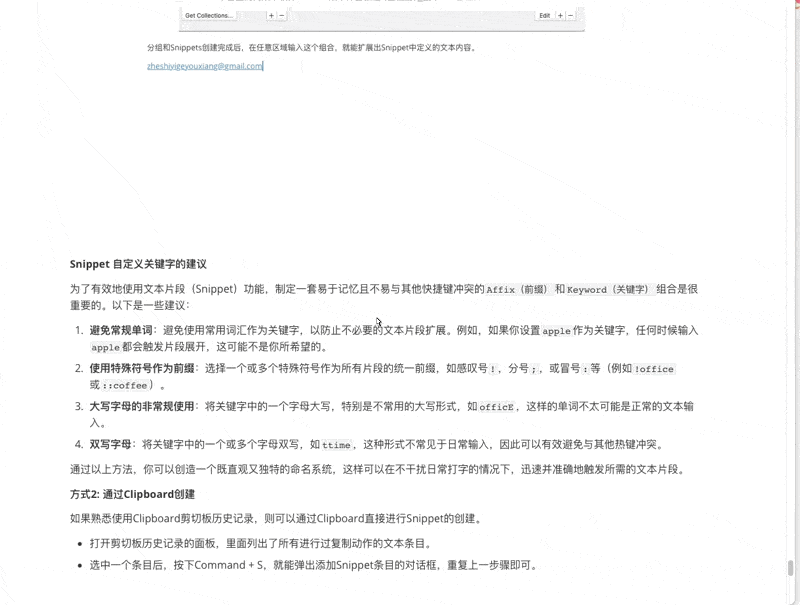 Get Collections...
+ −
Edit + −
分组和Snippets创建完成后，在任意区域输入这个组合，就能扩展出Snippet中定义的文本内容。
zheshiyigeyouxiang@gmail.com
Snippet 自定义关键字的建议
为了有效地使用文本片段（Snippet）功能，制定一套易于记忆且不易与其他快捷键冲突的 Affix（前缀） 和 Keyword（关键字） 组合是很
重要的。以下是一些建议：
1. 避免常规单词：避免使用常用词汇作为关键字，以防止不必要的文本片段扩展。例如，如果你设置 apple 作为关键字，任何时候输入
apple 都会触发片段展开，这可能不是你所希望的。
2. 使用特殊符号作为前缀：选择一个或多个特殊符号作为所有片段的统一前缀，如感叹号 !，分号 ;，或冒号 : 等（例如 !office
或 ::coffee）。
3. 大写字母的非常规使用：将关键字中的一个字母大写，特别是不常用的大写形式，如 officE，这样的单词不太可能是正常的文本输
入。
4. 双写字母：将关键字中的一个或多个字母双写，如 ttime，这种形式不常见于日常输入，因此可以有效避免与其他热键冲突。
通过以上方法，你可以创造一个既直观又独特的命名系统，这样可以在不干扰日常打字的情况下，迅速并准确地触发所需的文本片段。
方式2: 通过Clipboard创建
如果熟悉使用Clipboard剪切板历史记录，则可以通过Clipboard直接进行Snippet的创建。
• 打开剪切板历史记录的面板，里面列出了所有进行过复制动作的文本条目。
• 选中一个条目后，按下Command + S，就能弹出添加Snippet条目的对话框，重复上一步骤即可。